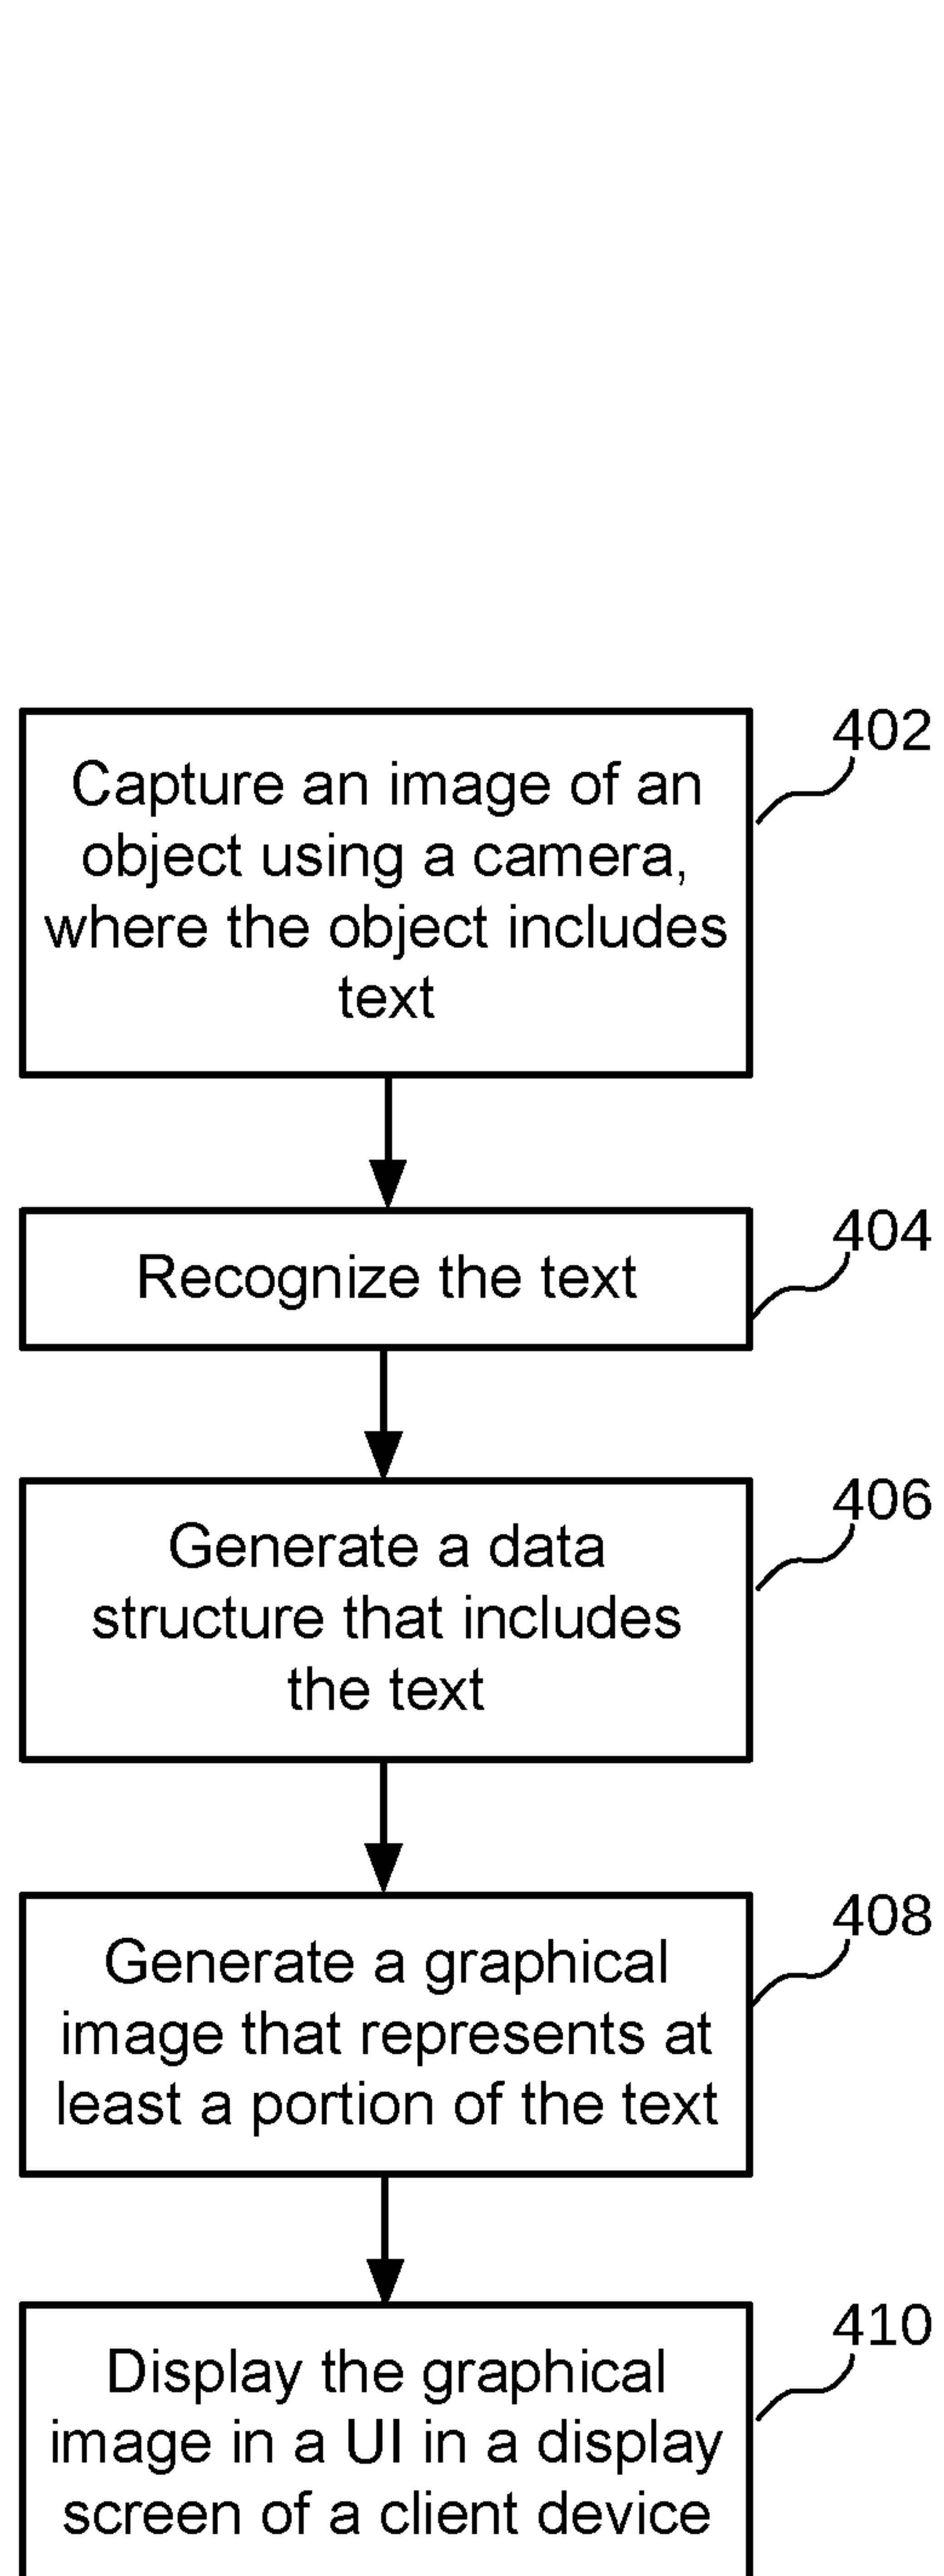 402
Capture an image of an
object using a camera,
where the object includes
text
404
Recognize the text
406
Generate a data
structure that includes
the text
408
Generate a graphical
image that represents at
least a portion of the text
410
Display the graphical
image in a UI in a display
screen of a client device